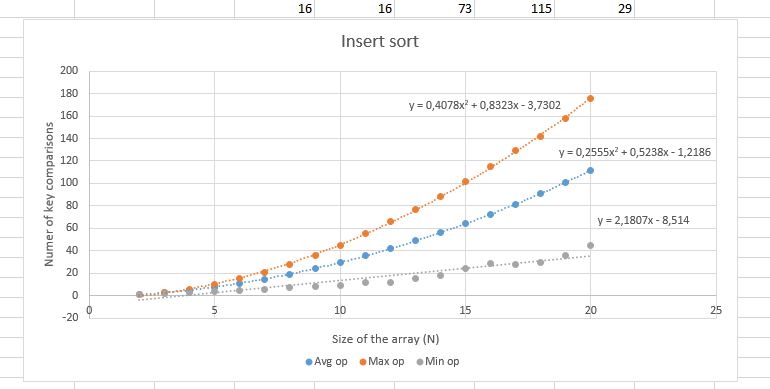 16 16 73 115 29
Insert sort
200
180
y = 0,4078x² + 0,8323x - 3,7302
160
140
y = 0,2555x² + 0,5238x - 1,2186
120
100
80
y = 2,1807x - 8,514
60
40
20
0
-20
Numer of key comparisons
0 5 10 15 20 25
Size of the array (N)
Avg op Max op Min op